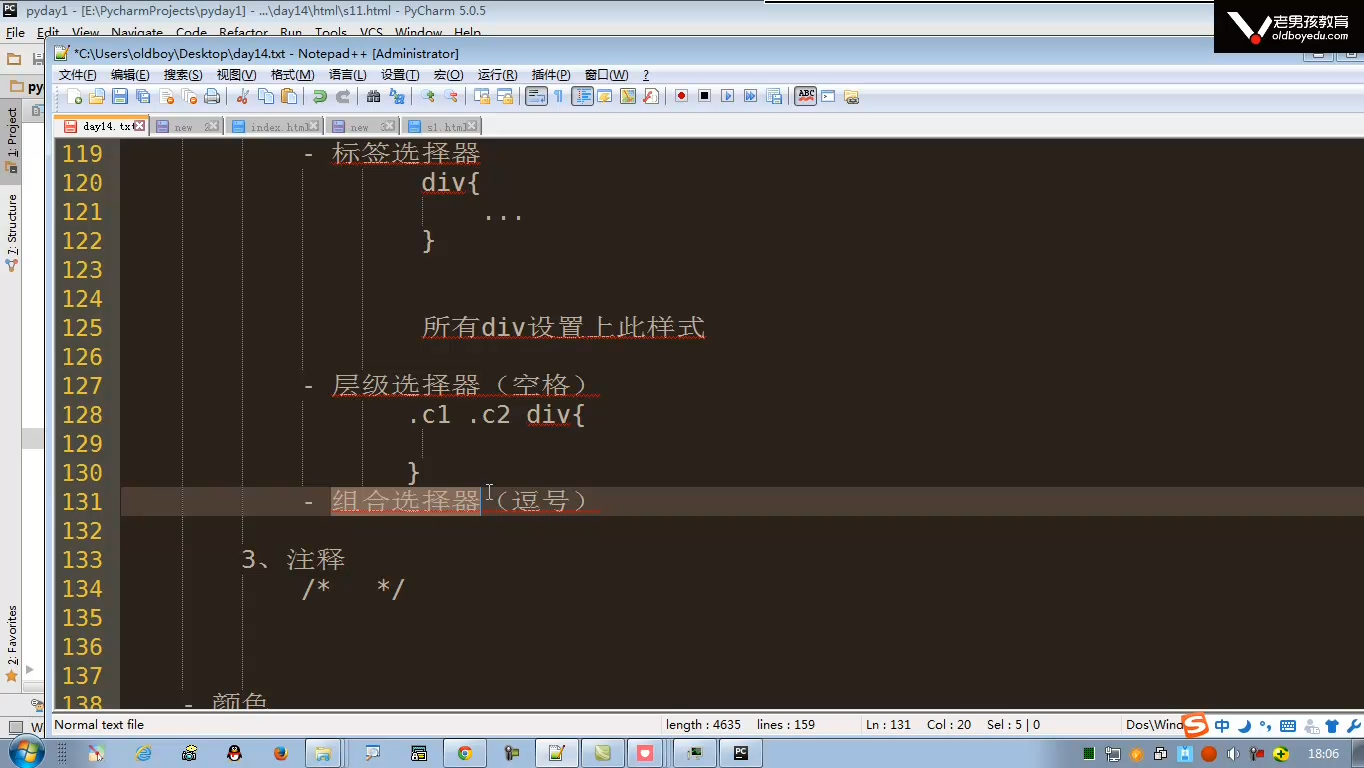 pyday1 - [E:\PycharmProjects\pyday1] - ...\day14\html\s11.html - PyCharm 5.0.5
老男孩教育
oldboyedu.com
File Edit View Navigate Code Refactor Run Tools VCS Window Help
*C:\Users\oldboy\Desktop\day14.txt - Notepad++ [Administrator]
文件(F) 编辑(E) 搜索(S) 视图(V) 格式(M) 语言(L) 设置(T) 宏(O) 运行(R) 插件(P) 窗口(W) ?
py
day14.txt new 2 index.html new s1.html
1: Project
7: Structure
2: Favorites
119 - 标签选择器
120 div{
121 ...
122 }
123
124
125 所有div设置上此样式
126
127 - 层级选择器（空格）
128 .c1 .c2 div{
129
130 }
131 - 组合选择器（逗号）
132
133 3、注释
134 /* */
135
136
137
138 - 颜色
Normal text file length : 4635 lines : 159 Ln : 131 Col : 20 Sel : 5 | 0 Dos\Wind
中
18:06